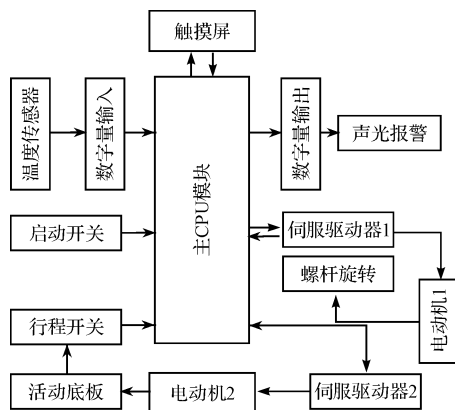 触摸屏
温度传感器
数字量输入
主CPU模块
数字量输出
声光报警
启动开关
伺服驱动器1
螺杆旋转
电动机1
行程开关
活动底板
电动机2
伺服驱动器2